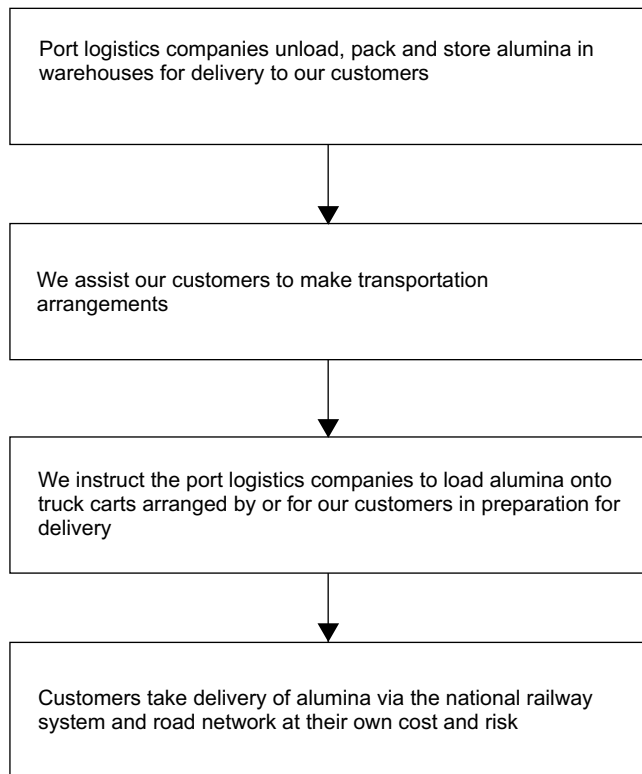 Port logistics companies unload, pack and store alumina in
warehouses for delivery to our customers
We assist our customers to make transportation
arrangements
We instruct the port logistics companies to load alumina onto
truck carts arranged by or for our customers in preparation for
delivery
Customers take delivery of alumina via the national railway
system and road network at their own cost and risk